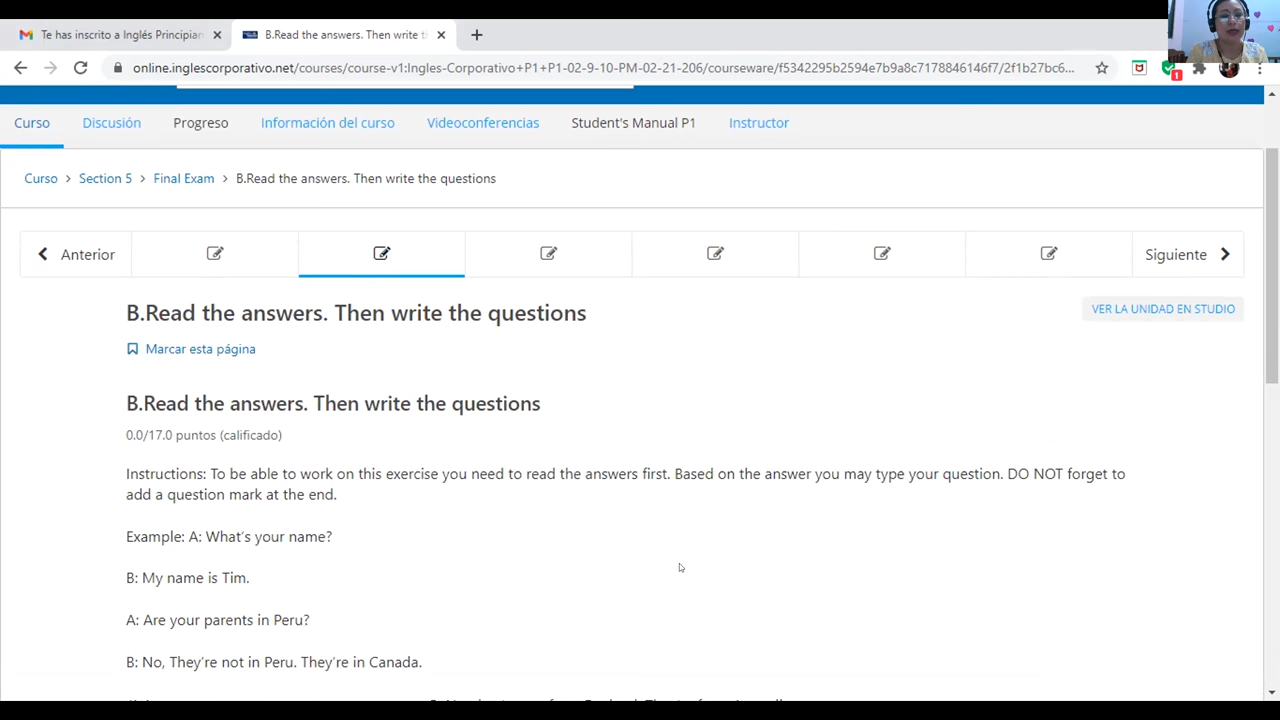 Te has inscrito a Inglés Principian
B.Read the answers. Then write t
online.inglescorporativo.net/courses/course-v1:Ingles-Corporativo+P1+P1-02-9-10-PM-02-21-206/courseware/f5342295b2594e7b9a8c7178846146f7/2f1b27bc6...
1
Curso Discusión Progreso Información del curso Videoconferencias Student's Manual P1 Instructor
Curso > Section 5 > Final Exam > B.Read the answers. Then write the questions
Anterior Siguiente
B.Read the answers. Then write the questions
VER LA UNIDAD EN STUDIO
Marcar esta página
B.Read the answers. Then write the questions
0.0/17.0 puntos (calificado)
Instructions: To be able to work on this exercise you need to read the answers first. Based on the answer you may type your question. DO NOT forget to
add a question mark at the end.
Example: A: What's your name?
B: My name is Tim.
A: Are your parents in Peru?
B: No, They're not in Peru. They're in Canada.